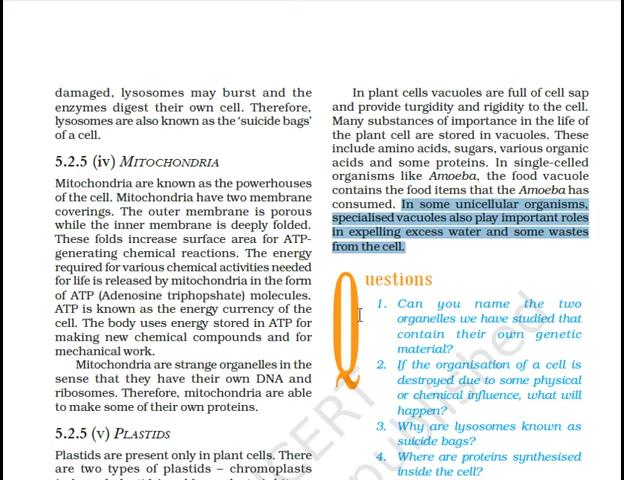 damaged, lysosomes may burst and the
enzymes digest their own cell. Therefore,
lysosomes are also known as the ‘suicide bags’
of a cell.
5.2.5 (iv) MITOCHONDRIA
Mitochondria are known as the powerhouses
of the cell. Mitochondria have two membrane
coverings. The outer membrane is porous
while the inner membrane is deeply folded.
These folds increase surface area for ATP-
generating chemical reactions. The energy
required for various chemical activities needed
for life is released by mitochondria in the form
of ATP (Adenosine triphopshate) molecules.
ATP is known as the energy currency of the
cell. The body uses energy stored in ATP for
making new chemical compounds and for
mechanical work.
Mitochondria are strange organelles in the
sense that they have their own DNA and
ribosomes. Therefore, mitochondria are able
to make some of their own proteins.
5.2.5 (v) PLASTIDS
Plastids are present only in plant cells. There
are two types of plastids – chromoplasts
In plant cells vacuoles are full of cell sap
and provide turgidity and rigidity to the cell.
Many substances of importance in the life of
the plant cell are stored in vacuoles. These
include amino acids, sugars, various organic
acids and some proteins. In single-celled
organisms like Amoeba, the food vacuole
contains the food items that the Amoeba has
consumed. In some unicellular organisms,
specialised vacuoles also play important roles
in expelling excess water and some wastes
from the cell.
Questions
1. Can you name the two
organelles we have studied that
contain their own genetic
material?
2. If the organisation of a cell is
destroyed due to some physical
or chemical influence, what will
happen?
3. Why are lysosomes known as
suicide bags?
4. Where are proteins synthesised
inside the cell?